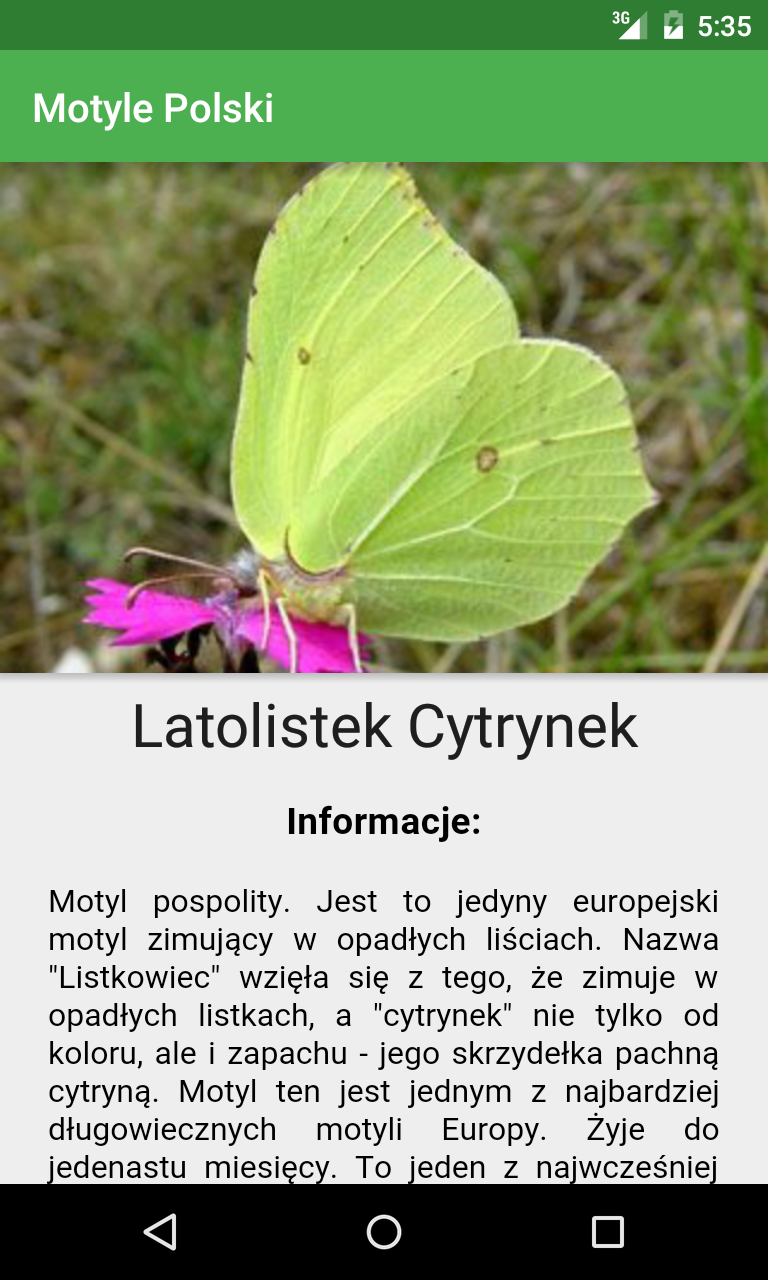 3G 5:35
Motyle Polski
Latolistek Cytrynek
Informacje:
Motyl pospolity. Jest to jedyny europejski
motyl zimujący w opadłych liściach. Nazwa
"Listkowiec" wzięła się z tego, że zimuje w
opadłych listkach, a "cytrynek" nie tylko od
koloru, ale i zapachu - jego skrzydełka pachną
cytryną. Motyl ten jest jednym z najbardziej
długowiecznych motyli Europy. Żyje do
jedenastu miesięcy. To jeden z najwcześniej